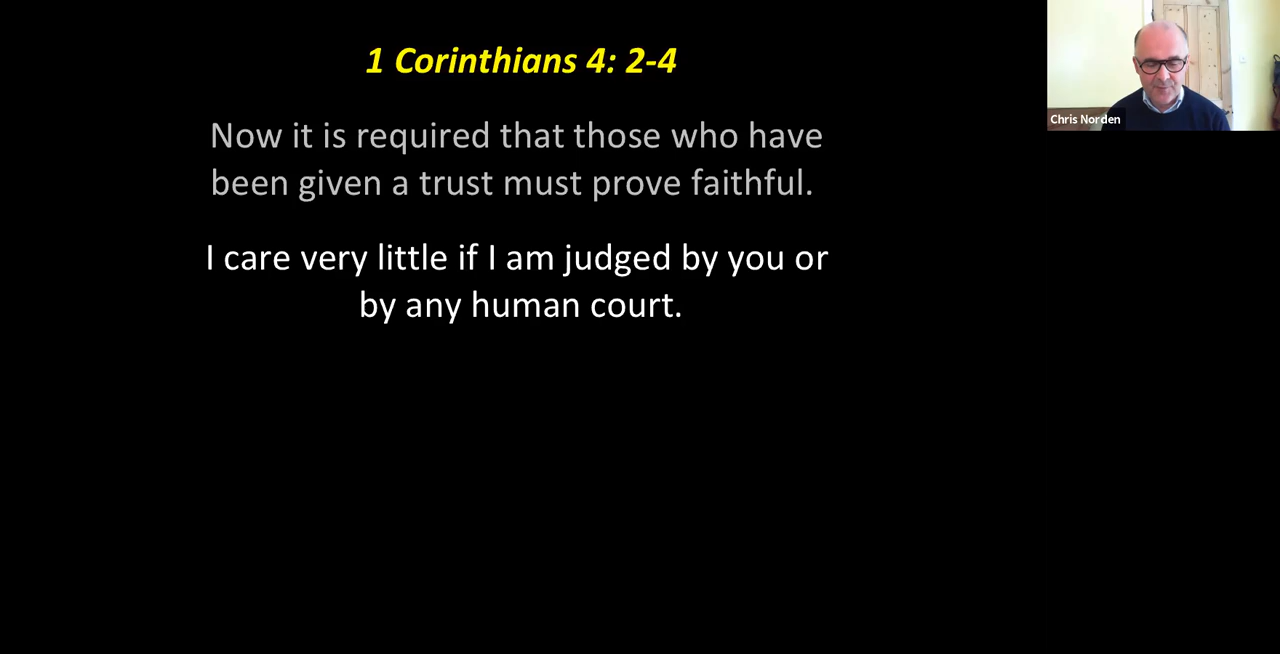 1 Corinthians 4: 2-4
Now it is required that those who have
been given a trust must prove faithful.
I care very little if I am judged by you or
by any human court.
Chris Norden